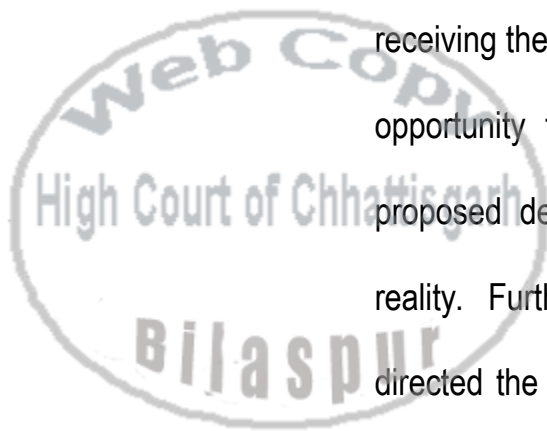 Web Copy
High Court of Chhattisgarh
Bilaspur
receiving the
opportunity
proposed de
reality. Furth
directed the